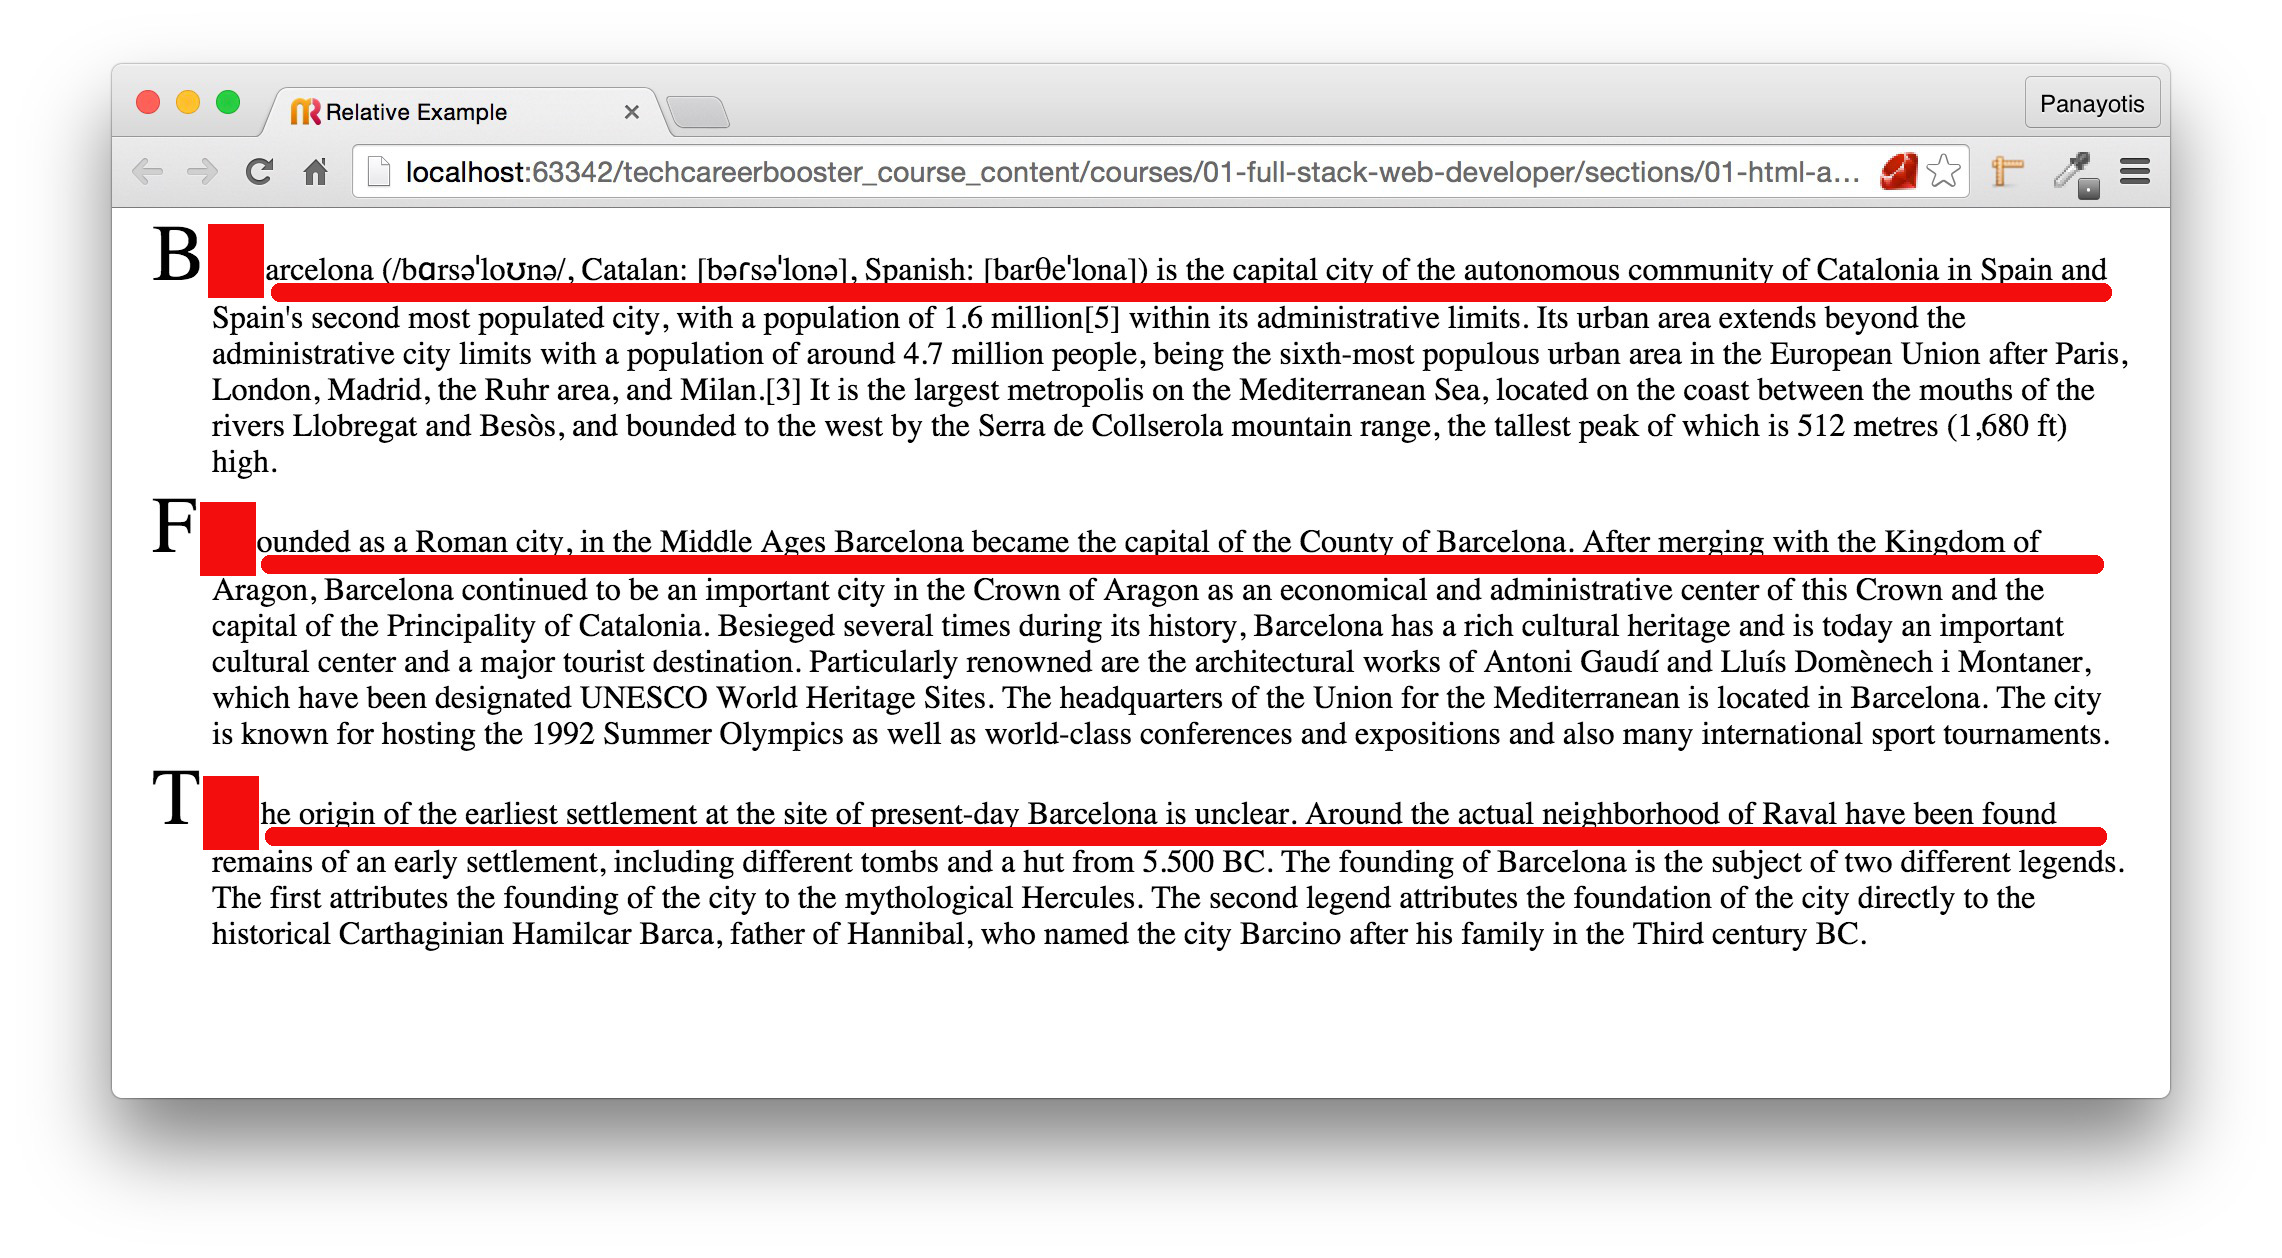 Relative Example
Panayotis
localhost:63342/techcareerbooster_course_content/courses/01-full-stack-web-developer/sections/01-html-a...
B arcelona (/bɑrsəˈloʊnə/, Catalan: [bərsəˈlonə], Spanish: [barθeˈlona]) is the capital city of the autonomous community of Catalonia in Spain and
Spain's second most populated city, with a population of 1.6 million[5] within its administrative limits. Its urban area extends beyond the
administrative city limits with a population of around 4.7 million people, being the sixth-most populous urban area in the European Union after Paris,
London, Madrid, the Ruhr area, and Milan.[3] It is the largest metropolis on the Mediterranean Sea, located on the coast between the mouths of the
rivers Llobregat and Besòs, and bounded to the west by the Serra de Collserola mountain range, the tallest peak of which is 512 metres (1,680 ft)
high.
F ounded as a Roman city, in the Middle Ages Barcelona became the capital of the County of Barcelona. After merging with the Kingdom of
Aragon, Barcelona continued to be an important city in the Crown of Aragon as an economical and administrative center of this Crown and the
capital of the Principality of Catalonia. Besieged several times during its history, Barcelona has a rich cultural heritage and is today an important
cultural center and a major tourist destination. Particularly renowned are the architectural works of Antoni Gaudí and Lluís Domènech i Montaner,
which have been designated UNESCO World Heritage Sites. The headquarters of the Union for the Mediterranean is located in Barcelona. The city
is known for hosting the 1992 Summer Olympics as well as world-class conferences and expositions and also many international sport tournaments.
T he origin of the earliest settlement at the site of present-day Barcelona is unclear. Around the actual neighborhood of Raval have been found
remains of an early settlement, including different tombs and a hut from 5.500 BC. The founding of Barcelona is the subject of two different legends.
The first attributes the founding of the city to the mythological Hercules. The second legend attributes the foundation of the city directly to the
historical Carthaginian Hamilcar Barca, father of Hannibal, who named the city Barcino after his family in the Third century BC.